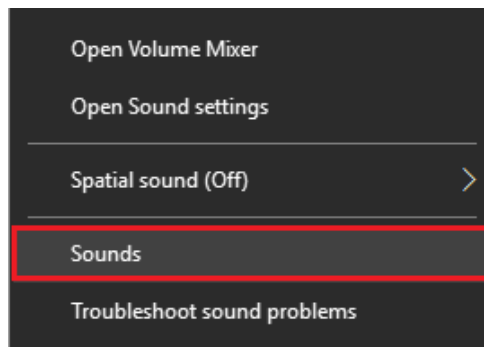 Open Volume Mixer
Open Sound settings
Spatial sound (Off)
Sounds
Troubleshoot sound problems